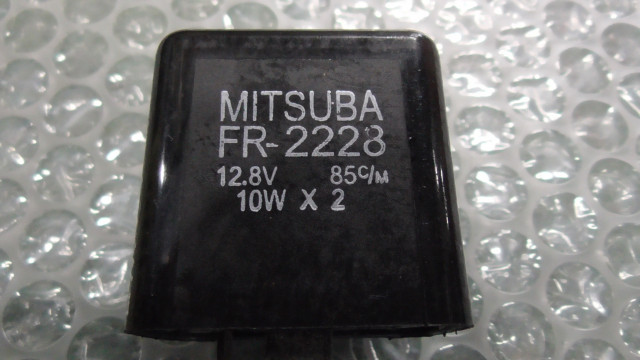 MITSUBA
FR-2228
12.8V 85c/M
10W X 2